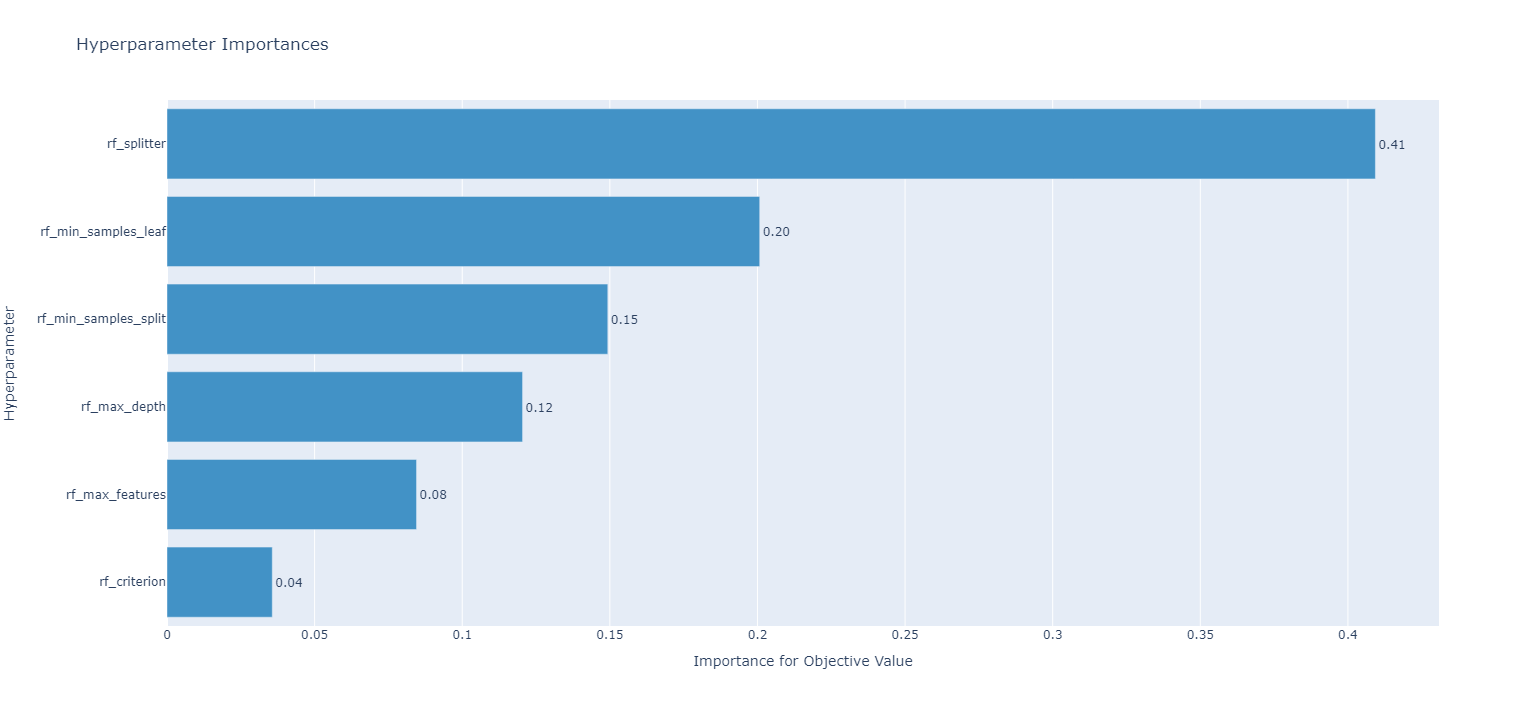 Hyperparameter Importances
Hyperparameter
rf_splitter
0.41
rf_min_samples_leaf
0.20
rf_min_samples_split
0.15
rf_max_depth
0.12
rf_max_features
0.08
rf_criterion
0.04
0 0.05 0.1 0.15 0.2 0.25 0.3 0.35 0.4
Importance for Objective Value